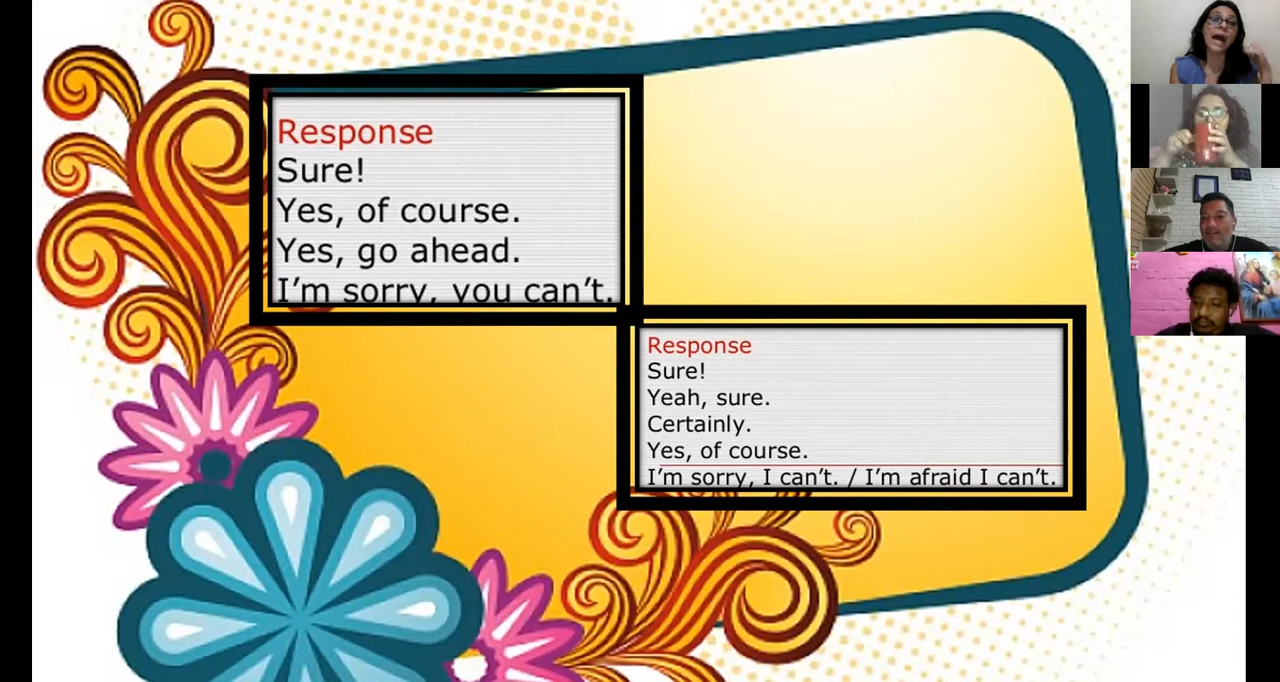 Response
Sure!
Yes, of course.
Yes, go ahead.
I'm sorry, you can't.
Response
Sure!
Yeah, sure.
Certainly.
Yes, of course.
I'm sorry, I can't. / I'm afraid I can't.